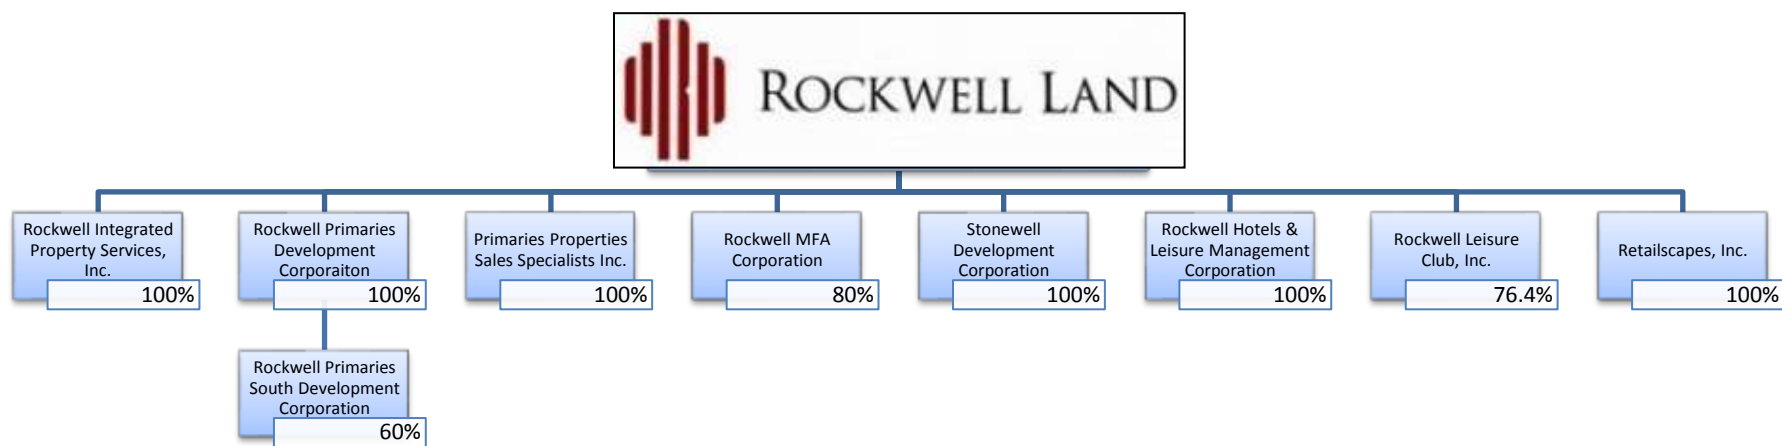 ROCKWELL LAND
Rockwell Integrated
Property Services,
Inc.
100%
Rockwell Primaries
Development
Corporaiton
100%
Primaries Properties
Sales Specialists Inc.
100%
Rockwell MFA
Corporation
80%
Stonewell
Development
Corporation
100%
Rockwell Hotels &
Leisure Management
Corporation
100%
Rockwell Leisure
Club, Inc.
76.4%
Retailscapes, Inc.
100%
Rockwell Primaries
South Development
Corporation
60%